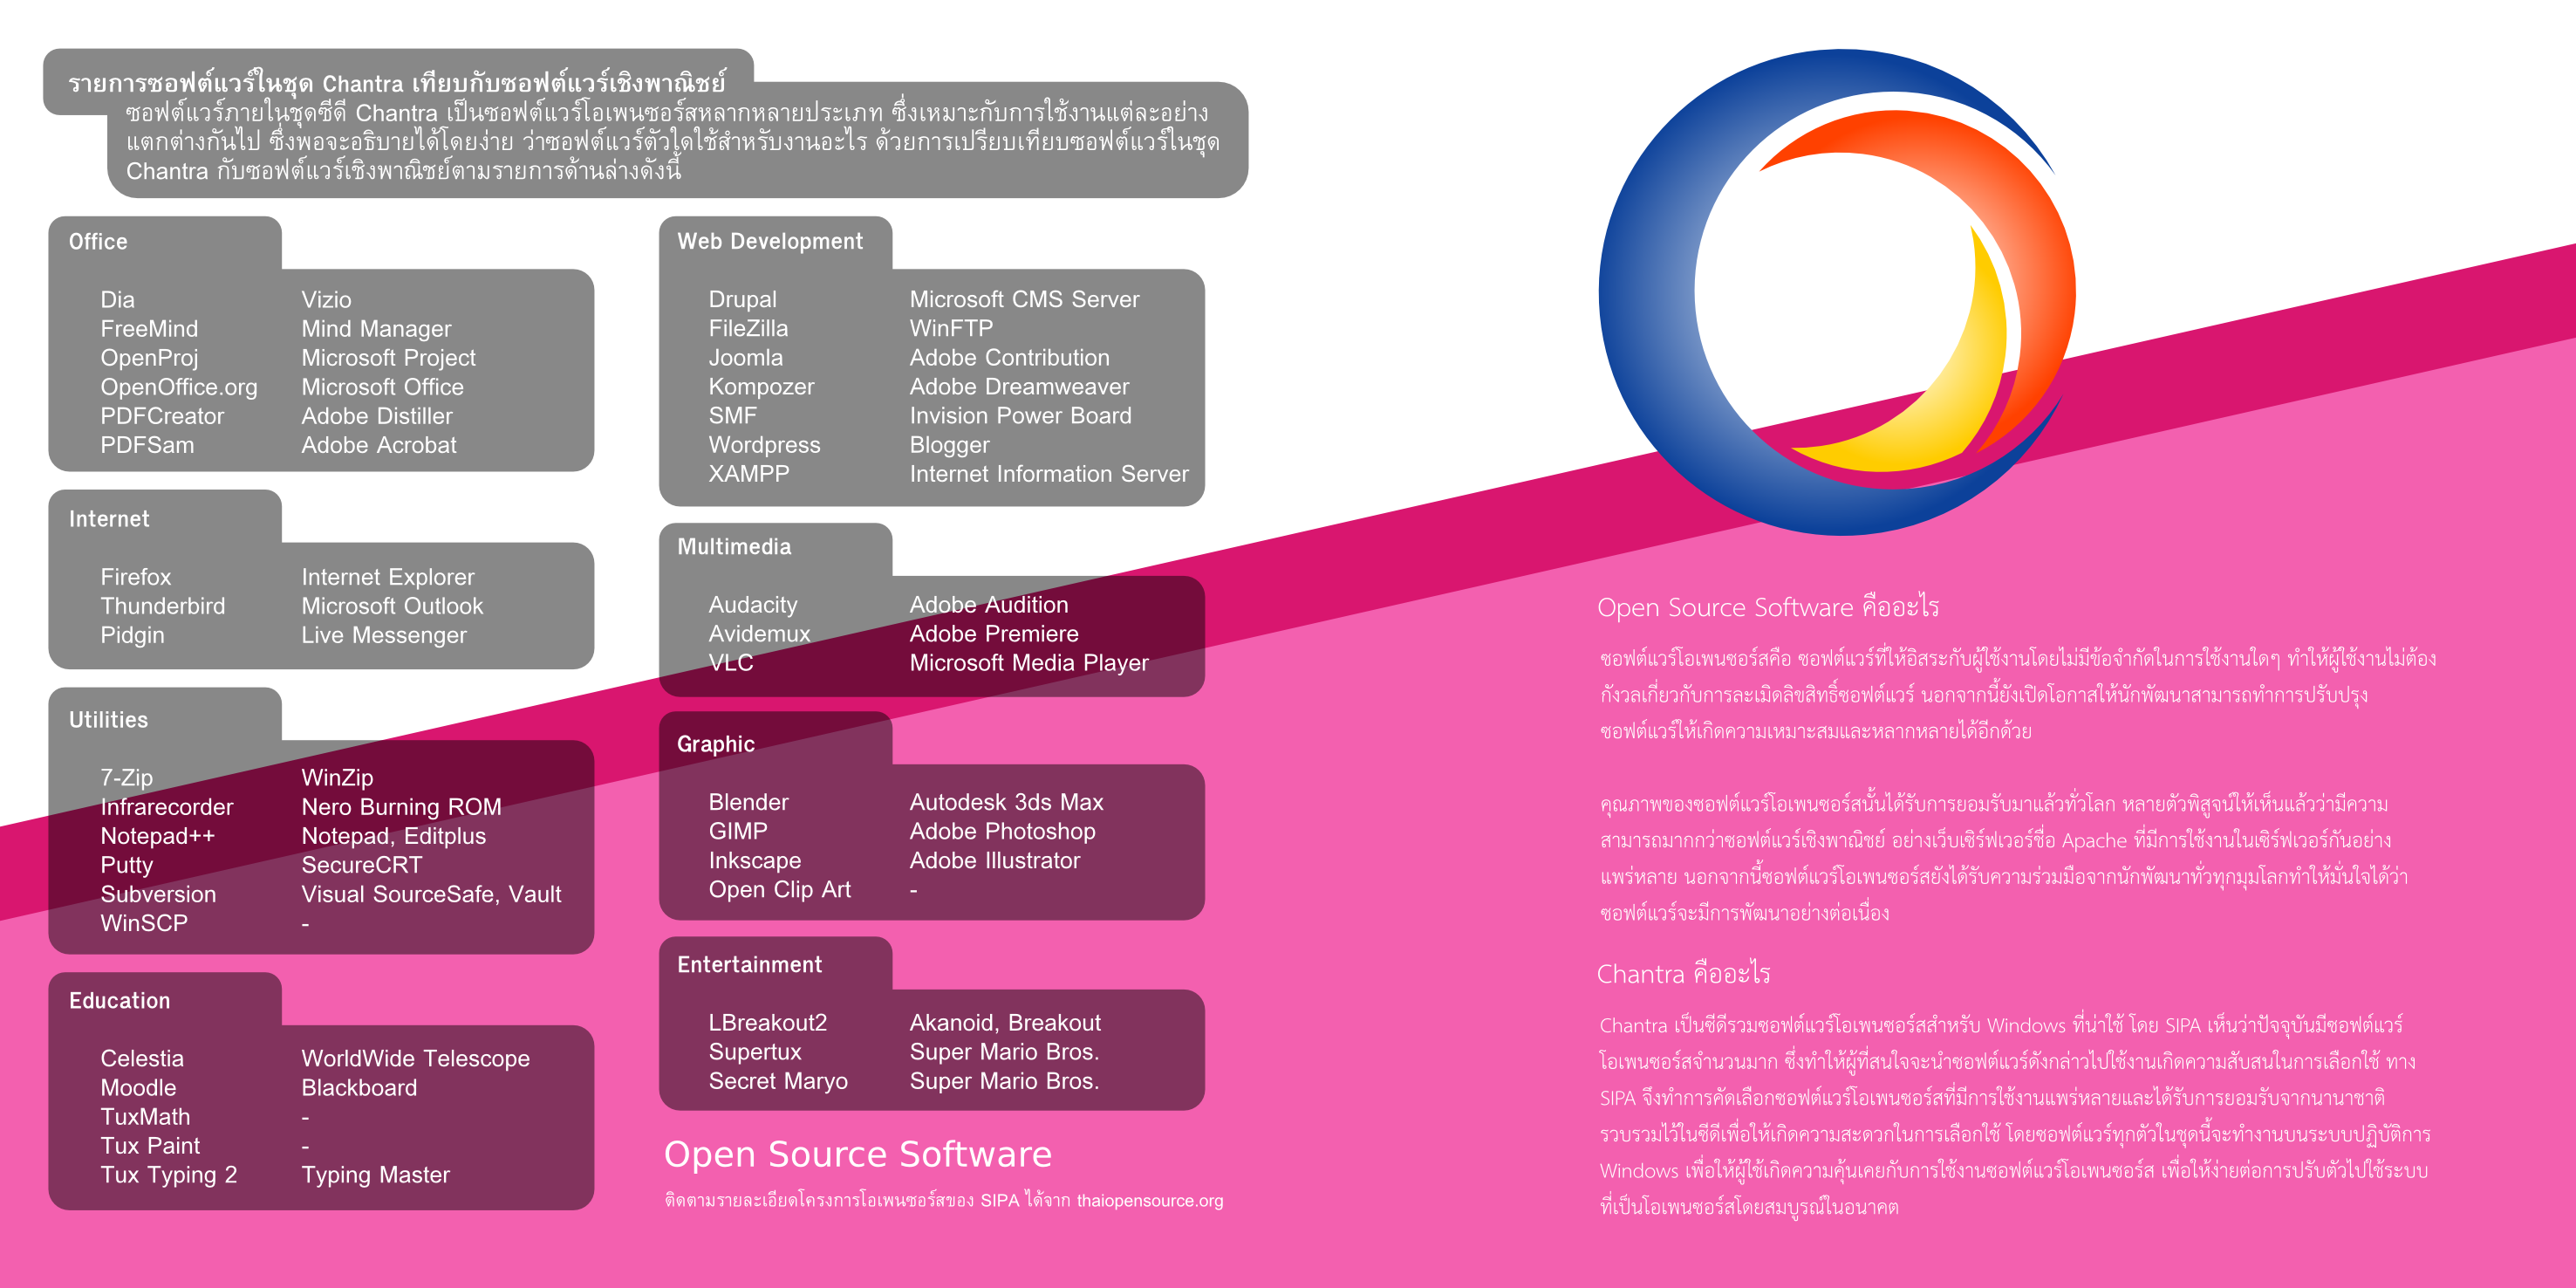 รายการซอฟต์แวร์ในชุด Chantra เทียบกับซอฟต์แวร์เชิงพาณิชย์
ซอฟต์แวร์ภายในชุดซีดี Chantra เป็นซอฟต์แวร์โอเพนซอร์สหลากหลายประเภท ซึ่งเหมาะกับการใช้งานแต่ละอย่าง
แตกต่างกันไป ซึ่งพอจะอธิบายได้โดยง่าย ว่าซอฟต์แวร์ตัวใดใช้สำหรับงานอะไร ด้วยการเปรียบเทียบซอฟต์แวร์ในชุด
Chantra กับซอฟต์แวร์เชิงพาณิชย์ตามรายการด้านล่างดังนี้
Office
Dia Vizio
FreeMind Mind Manager
OpenProj Microsoft Project
OpenOffice.org Microsoft Office
PDFCreator Adobe Distiller
PDFSam Adobe Acrobat
Internet
Firefox Internet Explorer
Thunderbird Microsoft Outlook
Pidgin Live Messenger
Utilities
7-Zip WinZip
Infrarecorder Nero Burning ROM
Notepad++ Notepad, Editplus
Putty SecureCRT
Subversion Visual SourceSafe, Vault
WinSCP -
Education
Celestia WorldWide Telescope
Moodle Blackboard
TuxMath -
Tux Paint -
Tux Typing 2 Typing Master
Web Development
Drupal Microsoft CMS Server
FileZilla WinFTP
Joomla Adobe Contribution
Kompozer Adobe Dreamweaver
SMF Invision Power Board
Wordpress Blogger
XAMPP Internet Information Server
Multimedia
Audacity Adobe Audition
Avidemux Adobe Premiere
VLC Microsoft Media Player
Graphic
Blender Autodesk 3ds Max
GIMP Adobe Photoshop
Inkscape Adobe Illustrator
Open Clip Art -
Entertainment
LBreakout2 Akanoid, Breakout
Supertux Super Mario Bros.
Secret Maryo Super Mario Bros.
Open Source Software
ติดตามรายละเอียดโครงการโอเพนซอร์สของ SIPA ได้จาก thaiopensource.org
Open Source Software คืออะไร
ซอฟต์แวร์โอเพนซอร์สคือ ซอฟต์แวร์ที่ให้อิสระกับผู้ใช้งานโดยไม่มีข้อจำกัดในการใช้งานใดๆ ทำให้ผู้ใช้งานไม่ต้อง
กังวลเกี่ยวกับการละเมิดลิขสิทธิ์ซอฟต์แวร์ นอกจากนี้ยังเปิดโอกาสให้นักพัฒนาสามารถทำการปรับปรุง
ซอฟต์แวร์ให้เกิดความเหมาะสมและหลากหลายได้อีกด้วย
คุณภาพของซอฟต์แวร์โอเพนซอร์สนั้นได้รับการยอมรับมาแล้วทั่วโลก หลายตัวพิสูจน์ให้เห็นแล้วว่ามีความ
สามารถมากกว่าซอฟต์แวร์เชิงพาณิชย์ อย่างเว็บเซิร์ฟเวอร์ชื่อ Apache ที่มีการใช้งานในเซิร์ฟเวอร์กันอย่าง
แพร่หลาย นอกจากนี้ซอฟต์แวร์โอเพนซอร์สยังได้รับความร่วมมือจากนักพัฒนาทั่วทุกมุมโลกทำให้มั่นใจได้ว่า
ซอฟต์แวร์จะมีการพัฒนาอย่างต่อเนื่อง
Chantra คืออะไร
Chantra เป็นซีดีรวมซอฟต์แวร์โอเพนซอร์สสำหรับ Windows ที่น่าใช้ โดย SIPA เห็นว่าปัจจุบันมีซอฟต์แวร์
โอเพนซอร์สจำนวนมาก ซึ่งทำให้ผู้ที่สนใจจะนำซอฟต์แวร์ดังกล่าวไปใช้งานเกิดความสับสนในการเลือกใช้ ทาง
SIPA จึงทำการคัดเลือกซอฟต์แวร์โอเพนซอร์สที่มีการใช้งานแพร่หลายและได้รับการยอมรับจากนานาชาติ
รวบรวมไว้ในซีดีเพื่อให้เกิดความสะดวกในการเลือกใช้ โดยซอฟต์แวร์ทุกตัวในชุดนี้จะทำงานบนระบบปฏิบัติการ
Windows เพื่อให้ผู้ใช้เกิดความคุ้นเคยกับการใช้งานซอฟต์แวร์โอเพนซอร์ส เพื่อให้ง่ายต่อการปรับตัวไปใช้ระบบ
ที่เป็นโอเพนซอร์สโดยสมบูรณ์ในอนาคต